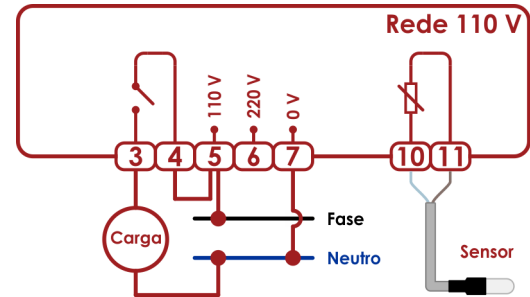 Rede 110 V
110 V
220 V
0 V
3
4
5
6
7
10
11
Carga
Fase
Neutro
Sensor